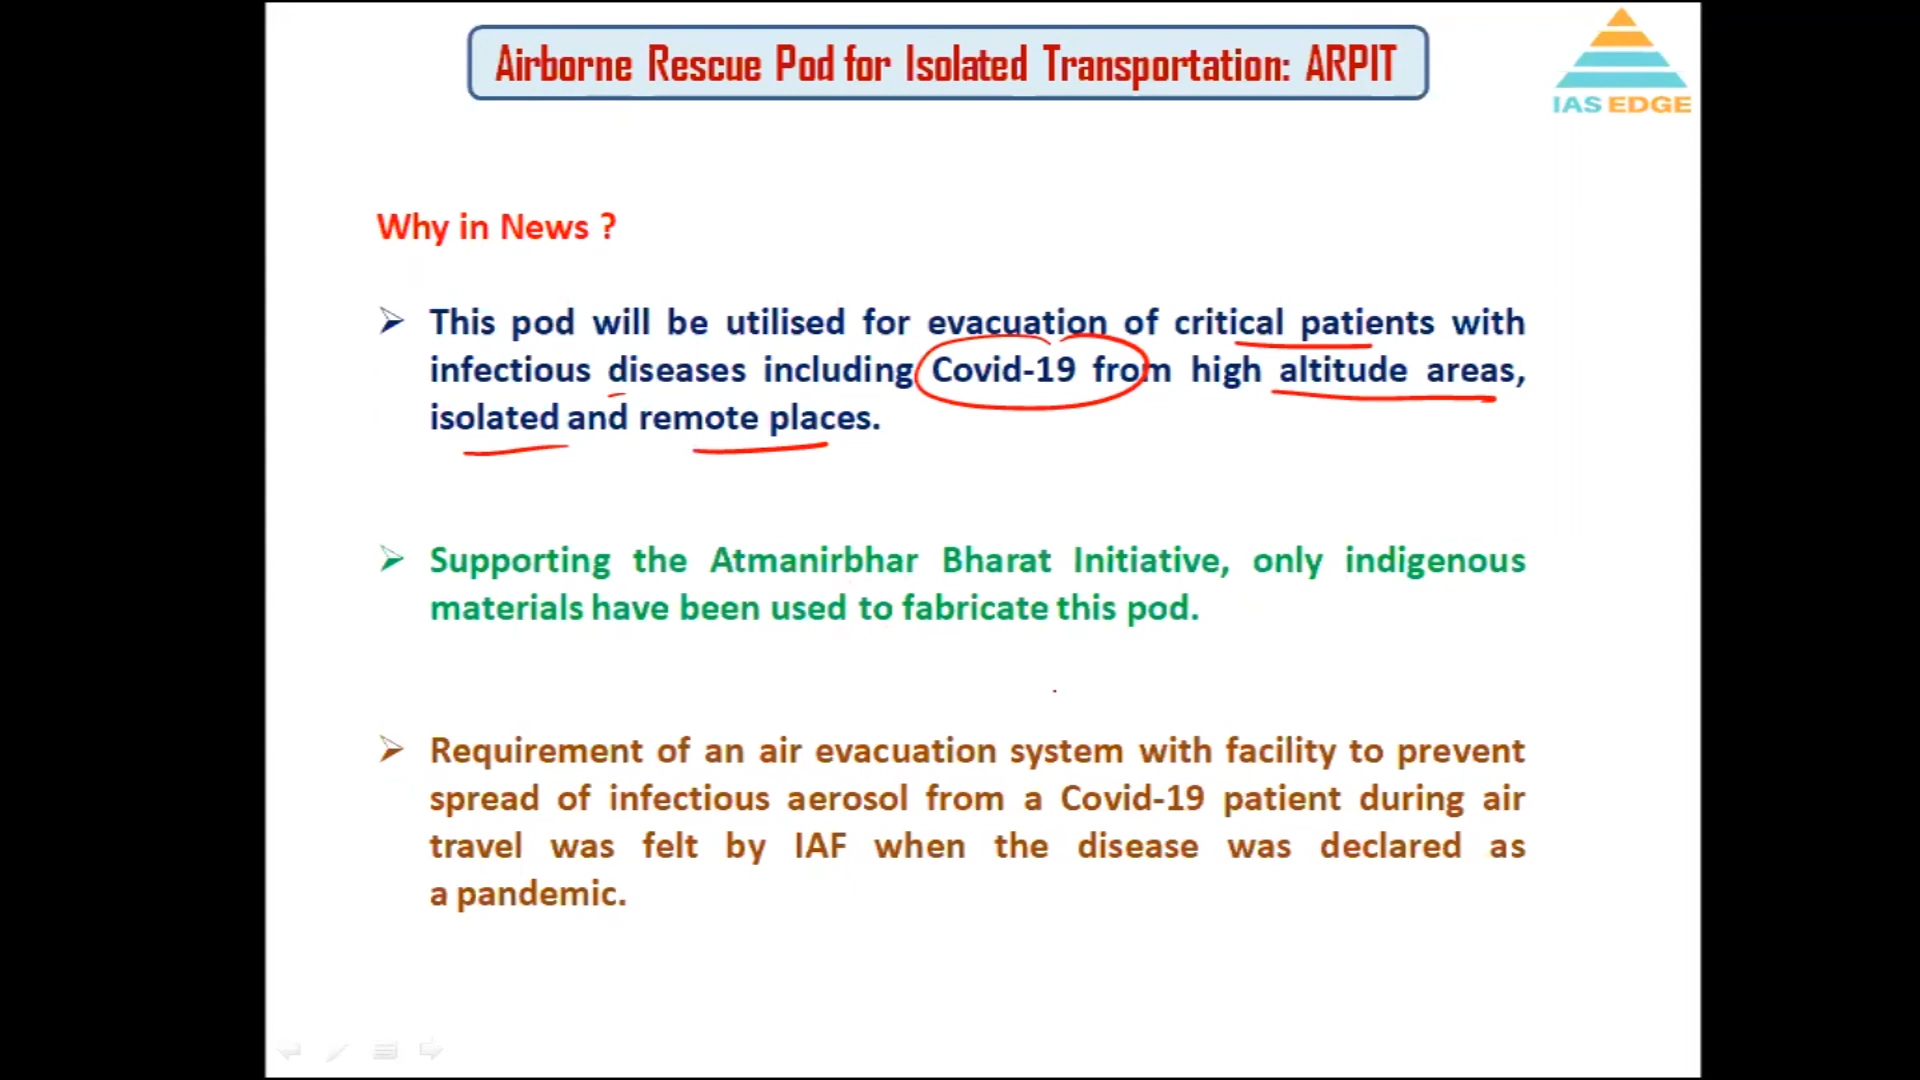 Airborne Rescue Pod for Isolated Transportation: ARPIT
IAS EDGE
Why in News ?
This pod will be utilised for evacuation of critical patients with
infectious diseases including Covid-19 from high altitude areas,
isolated and remote places.
Supporting the Atmanirbhar Bharat Initiative, only indigenous
materials have been used to fabricate this pod.
Requirement of an air evacuation system with facility to prevent
spread of infectious aerosol from a Covid-19 patient during air
travel was felt by IAF when the disease was declared as
a pandemic.